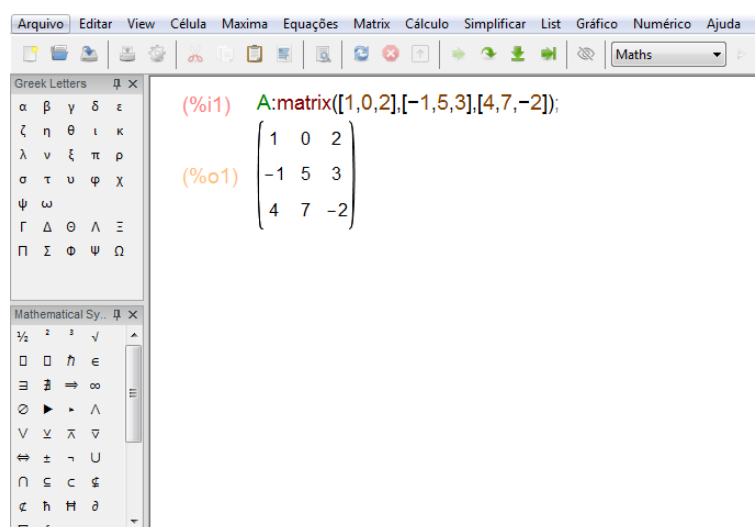 Arquivo Editar View Célula Maxima Equações Matrix Cálculo Simplificar List Gráfico Numérico Ajuda
Maths
Greek Letters
α β γ δ ε
ζ η θ ι κ
λ ν ξ π ρ
σ τ υ φ χ
ψ ω
Γ Δ Θ Λ Ξ
Π Σ Φ Ψ Ω
Mathematical Sy..
½ ² ³ √
ℏ ∈
∃ ∄ ⇒ ∞
∅ ▶ ▸ ⋀
⋁ ⊻ ⊼ ⊽
⇔ ± ¬ ⋃
⋂ ⊆ ⊂ ⊈
⊄ ħ Ħ ∂
(%i1) A:matrix([1,0,2],[−1,5,3],[4,7,−2]);
(%o1)
1 0 2
−1 5 3
4 7 −2